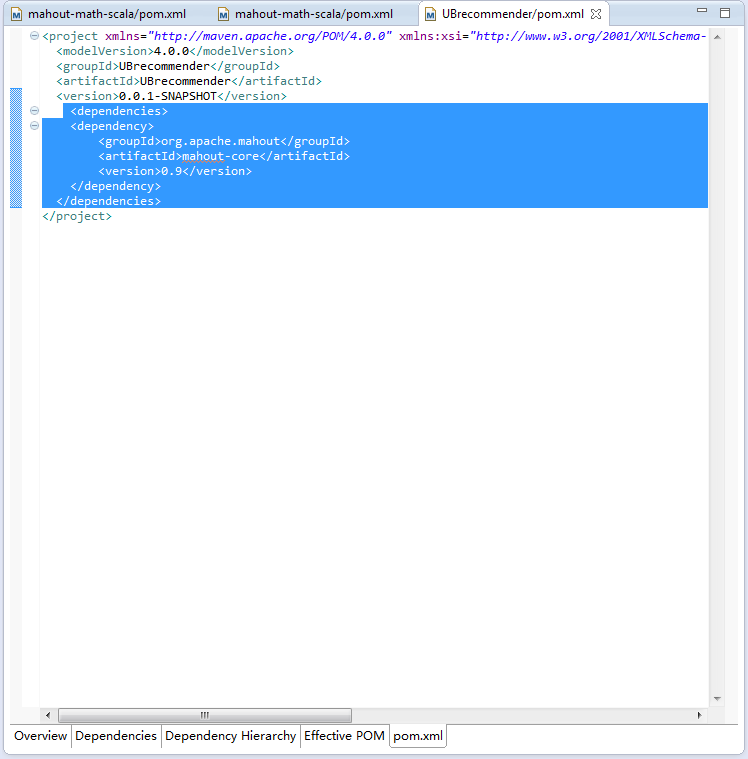 mahout-math-scala/pom.xml mahout-math-scala/pom.xml UBrecommender/pom.xml
<project xmlns="http://maven.apache.org/POM/4.0.0" xmlns:xsi="http://www.w3.org/2001/XMLSchema-
<modelVersion>4.0.0</modelVersion>
<groupId>UBrecommender</groupId>
<artifactId>UBrecommender</artifactId>
<version>0.0.1-SNAPSHOT</version>
<dependencies>
<dependency>
<groupId>org.apache.mahout</groupId>
<artifactId>mahout-core</artifactId>
<version>0.9</version>
</dependency>
</dependencies>
</project>
Overview Dependencies Dependency Hierarchy Effective POM pom.xml